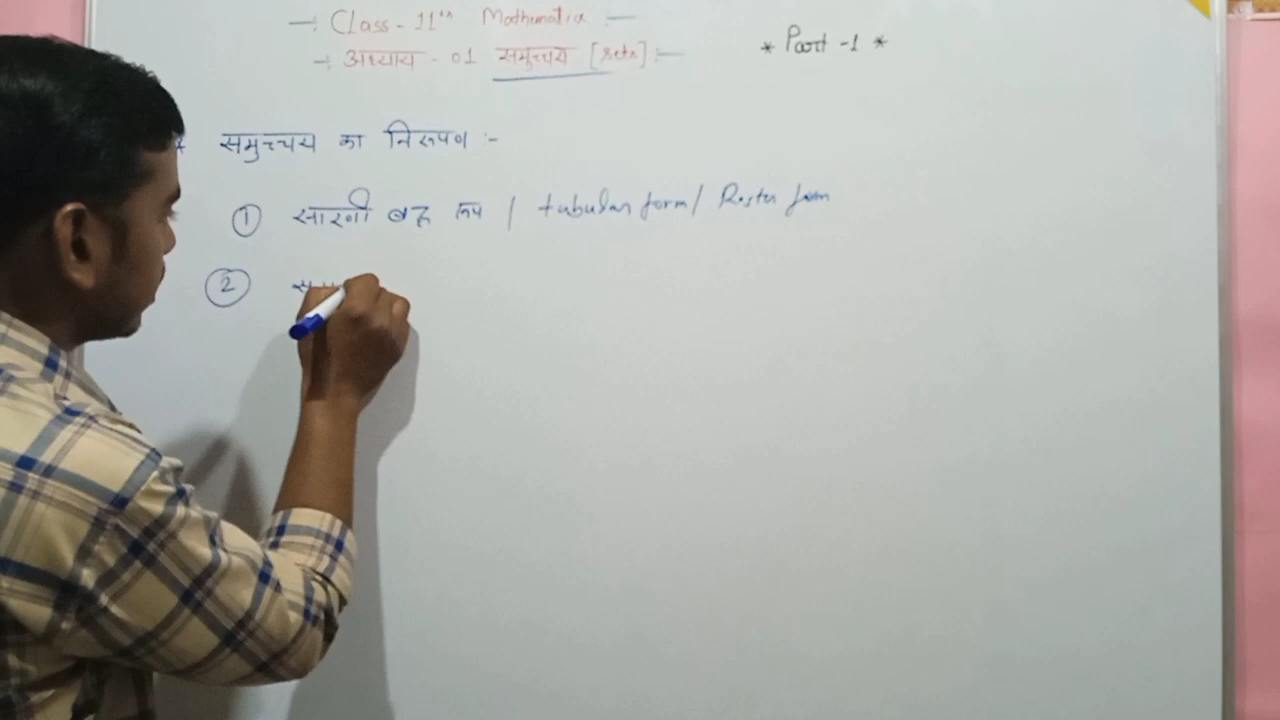 -: Class - 11th Mathematics :-
-: अध्याय - 01 समुच्चय [sets] :-
* Part -1 *
* समुच्चय का निरूपण :-
① सारणी बद्ध रूप / tabular form / Roster form
②